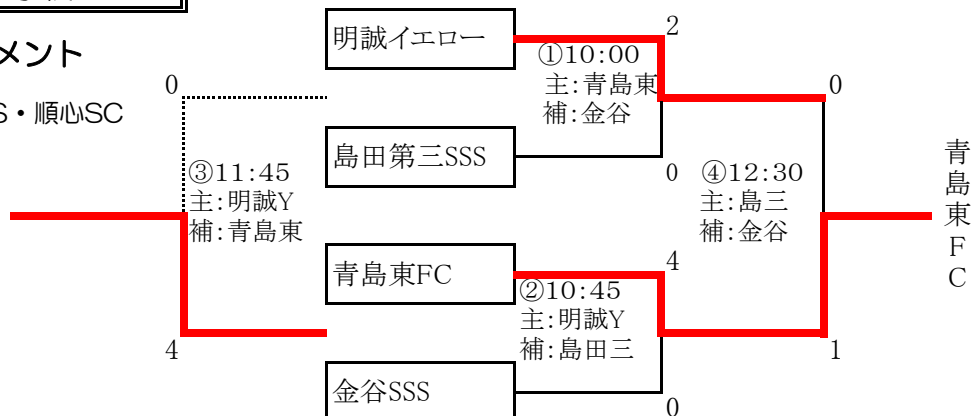 メント
S・順心SC
明誠イエロー
2
①10:00
主:青島東
補:金谷
0
0
島田第三SSS
0
③11:45
主:明誠Y
補:青島東
④12:30
主:島三
補:金谷
青島東FC
青島東FC
4
②10:45
主:明誠Y
補:島田三
4
1
金谷SSS
0